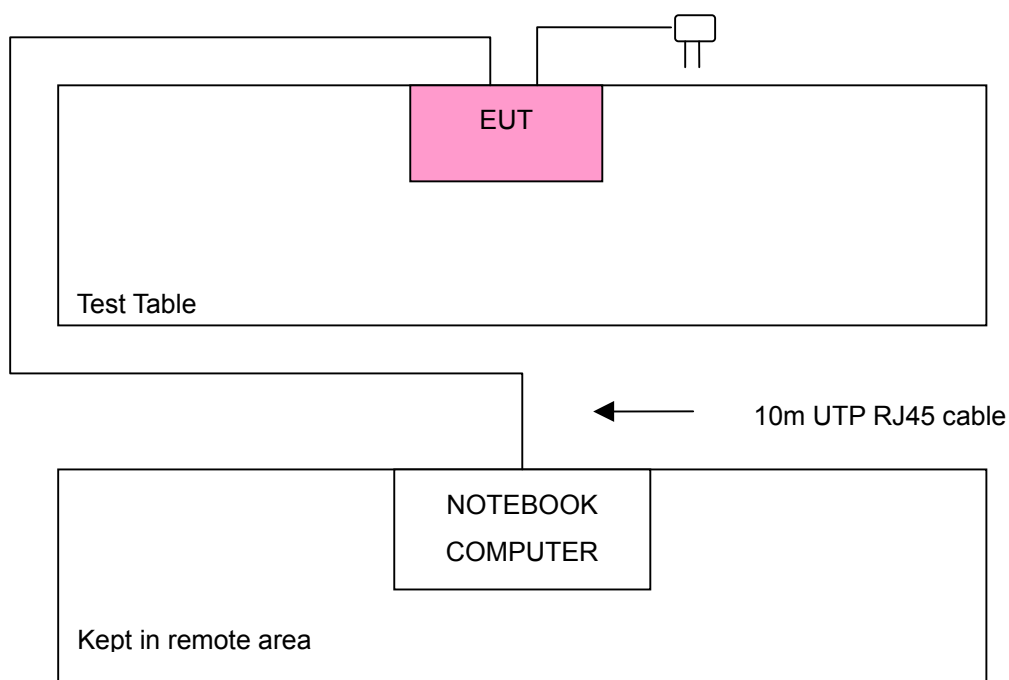 EUT
Test Table
10m UTP RJ45 cable
NOTEBOOK
COMPUTER
Kept in remote area